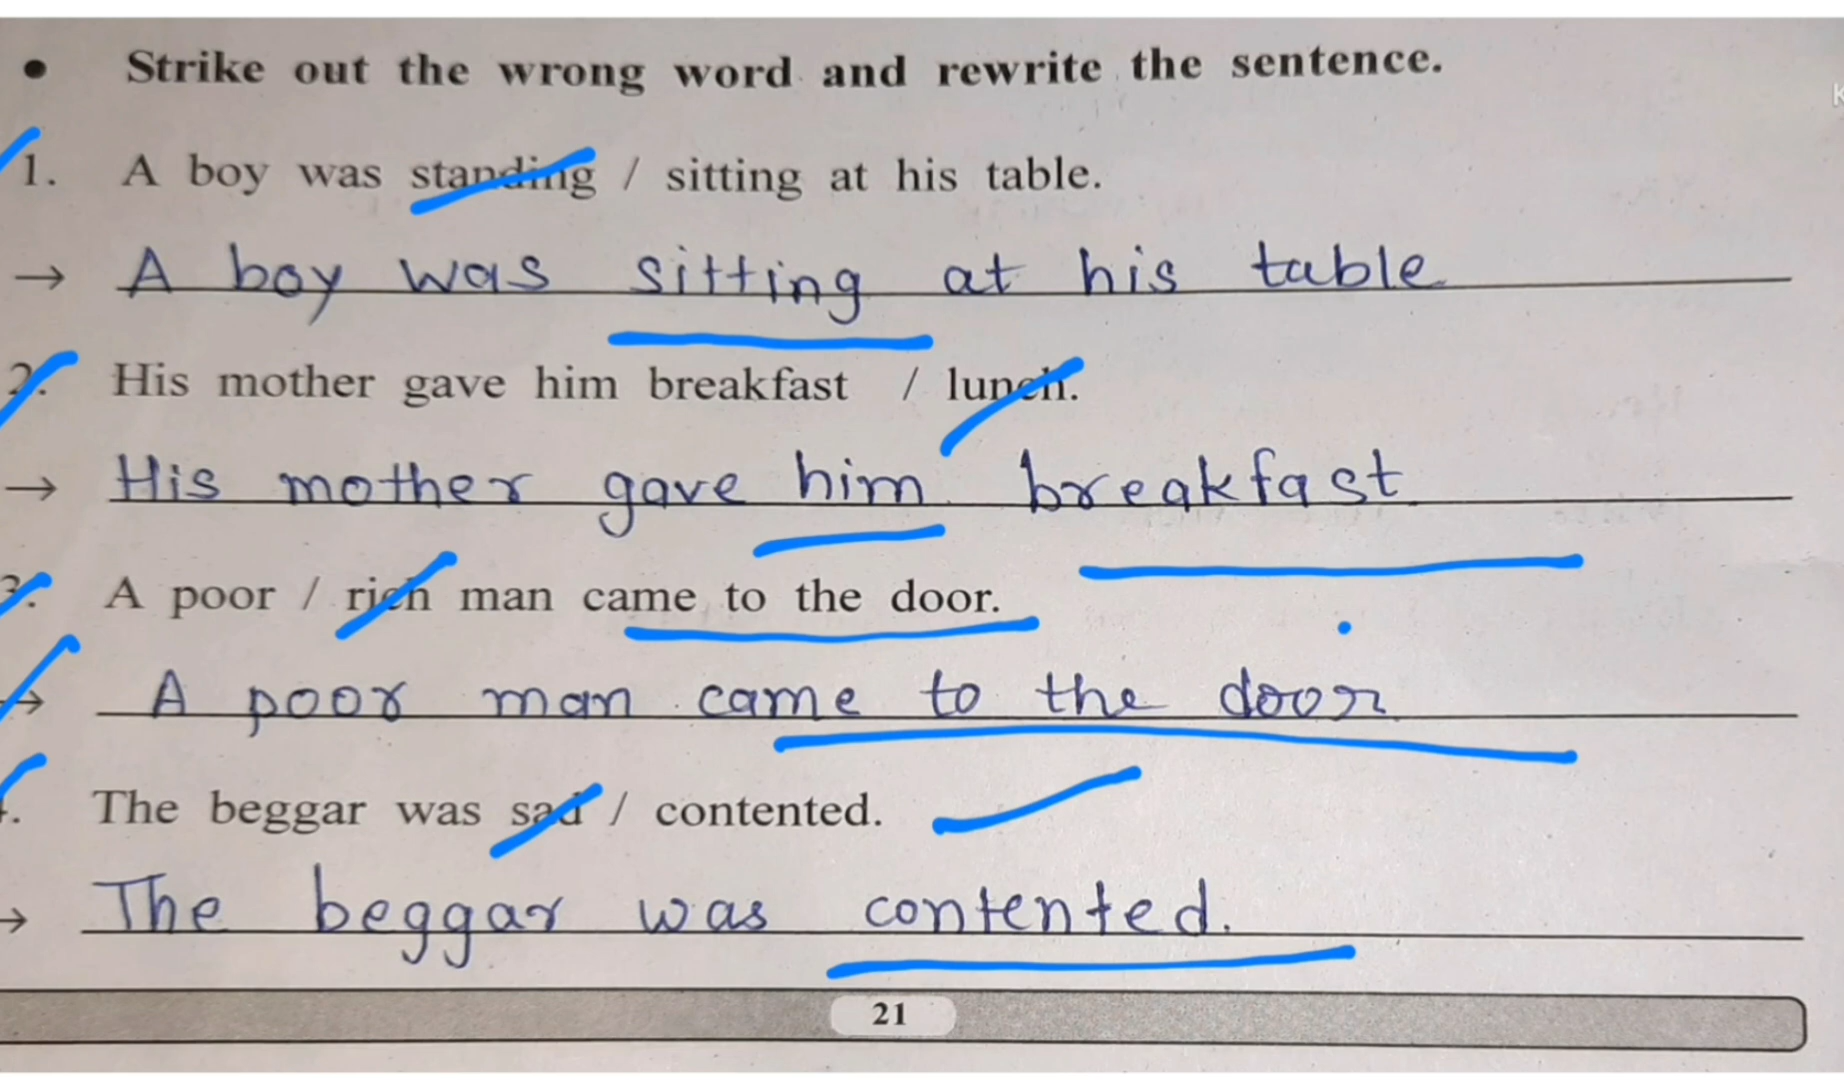 • Strike out the wrong word and rewrite the sentence.
1. A boy was standing / sitting at his table.
→ A boy was sitting at his table
2. His mother gave him breakfast / lunch.
→ His mother gave him breakfast
3. A poor / rich man came to the door.
→ A poor man came to the door
4. The beggar was sad / contented.
→ The beggar was contented.
21